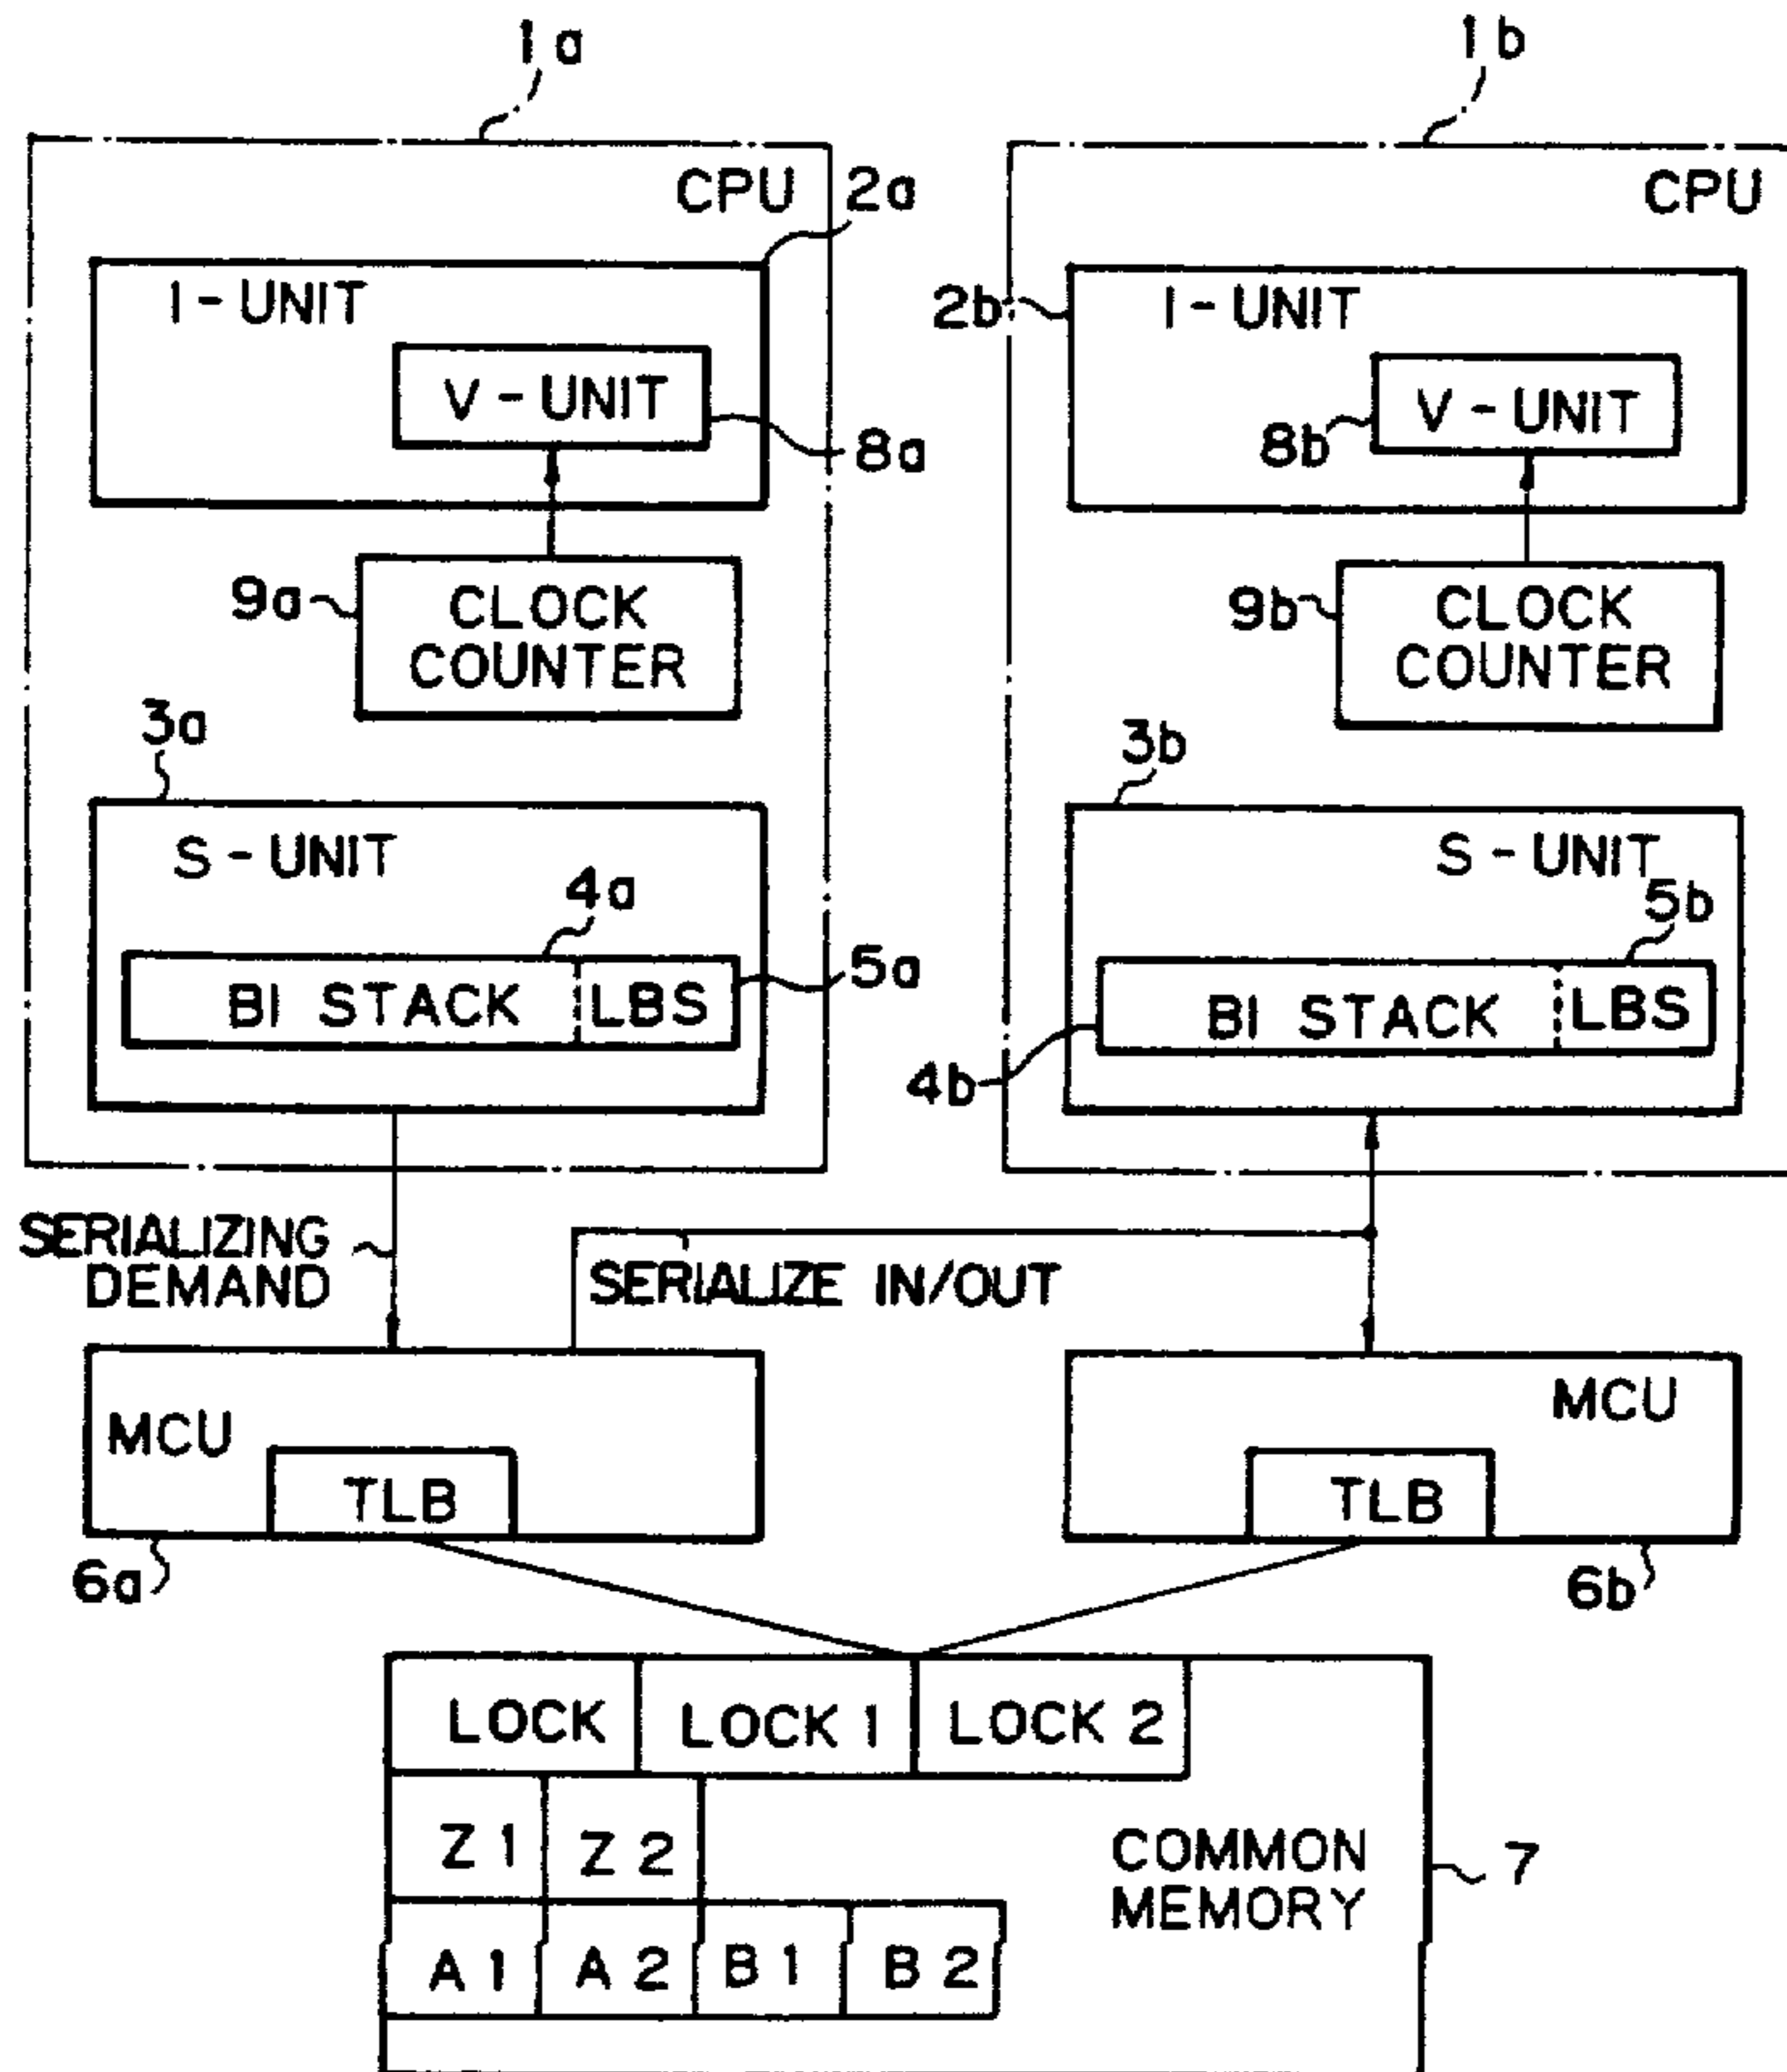 1a
1b
CPU
2a
CPU
I-UNIT
2b
I-UNIT
V-UNIT
8a
V-UNIT
8b
9a
CLOCK
COUNTER
9b
CLOCK
COUNTER
3a
3b
S-UNIT
4a
S-UNIT
5b
BI STACK
LBS
5a
BI STACK
LBS
4b
SERIALIZING
DEMAND
SERIALIZE IN/OUT
MCU
TLB
MCU
TLB
6a
6b
LOCK
LOCK 1
LOCK 2
Z1
Z2
COMMON
MEMORY
7
A1
A2
B1
B2